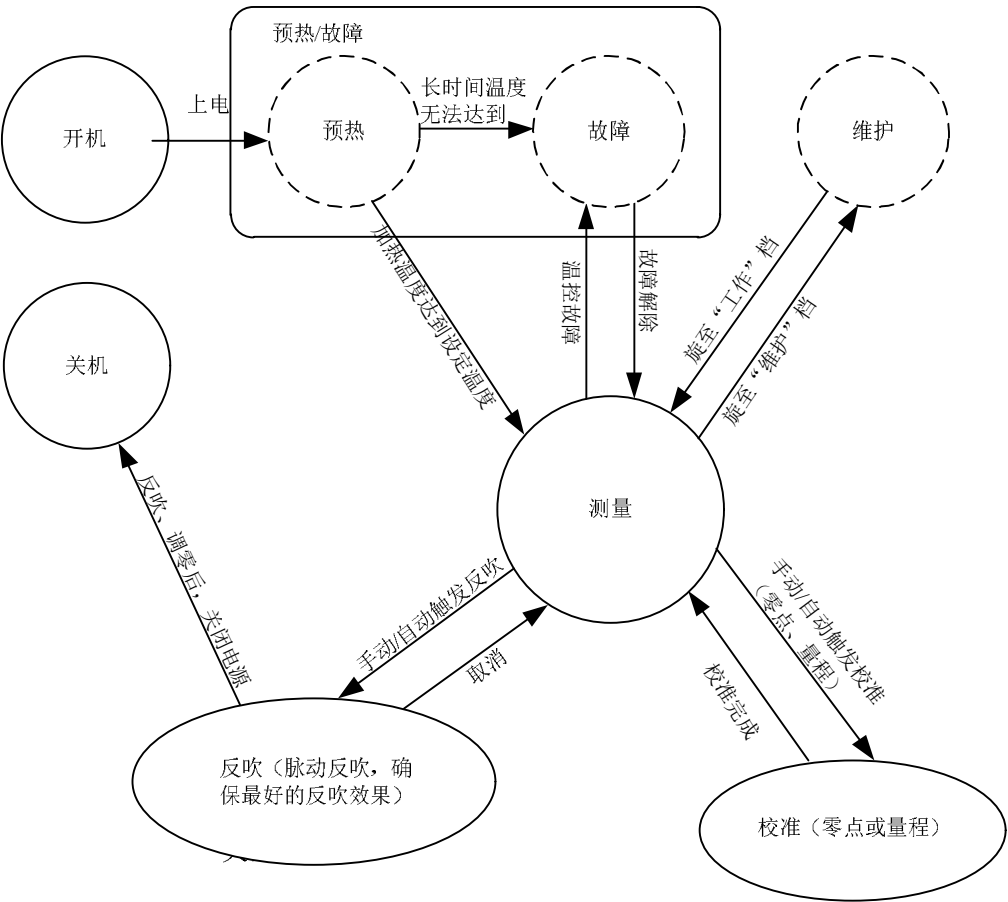 预热/故障
开机
上电
预热
长时间温度
无法达到
故障
维护
加热温度达到设定温度
温控故障
故障解除
旋至“工作”档
旋至“维护”档
关机
测量
反吹、调零后，关闭电源
手动/自动触发反吹
取消
手动/自动触发校准
（零点、量程）
校准完成
反吹（脉动反吹，确
保最好的反吹效果）
校准（零点或量程）